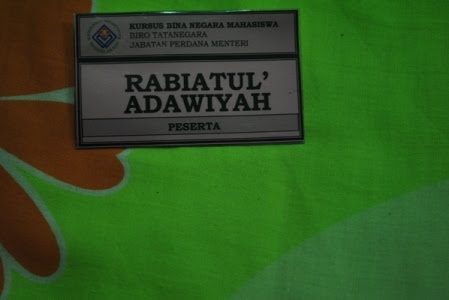 KURSUS BINA NEGARA MAHASISWA
BIRO TATANEGARA
JABATAN PERDANA MENTERI
RABIATUL'
ADAWIYAH
PESERTA